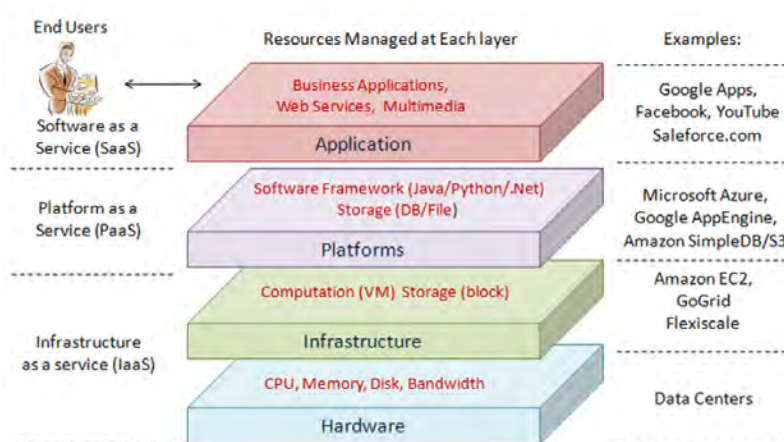 End Users
Resources Managed at Each layer
Examples:
Business Applications,
Web Services, Multimedia
Application
Software as a
Service (SaaS)
Google Apps,
Facebook, YouTube
Saleforce.com
Software Framework (Java/Python/.Net)
Storage (DB/File)
Platforms
Platform as a
Service (PaaS)
Microsoft Azure,
Google AppEngine,
Amazon SimpleDB/S3
Computation (VM) Storage (block)
Infrastructure
Amazon EC2,
GoGrid
Flexiscale
Infrastructure
as a service (IaaS)
CPU, Memory, Disk, Bandwidth
Hardware
Data Centers